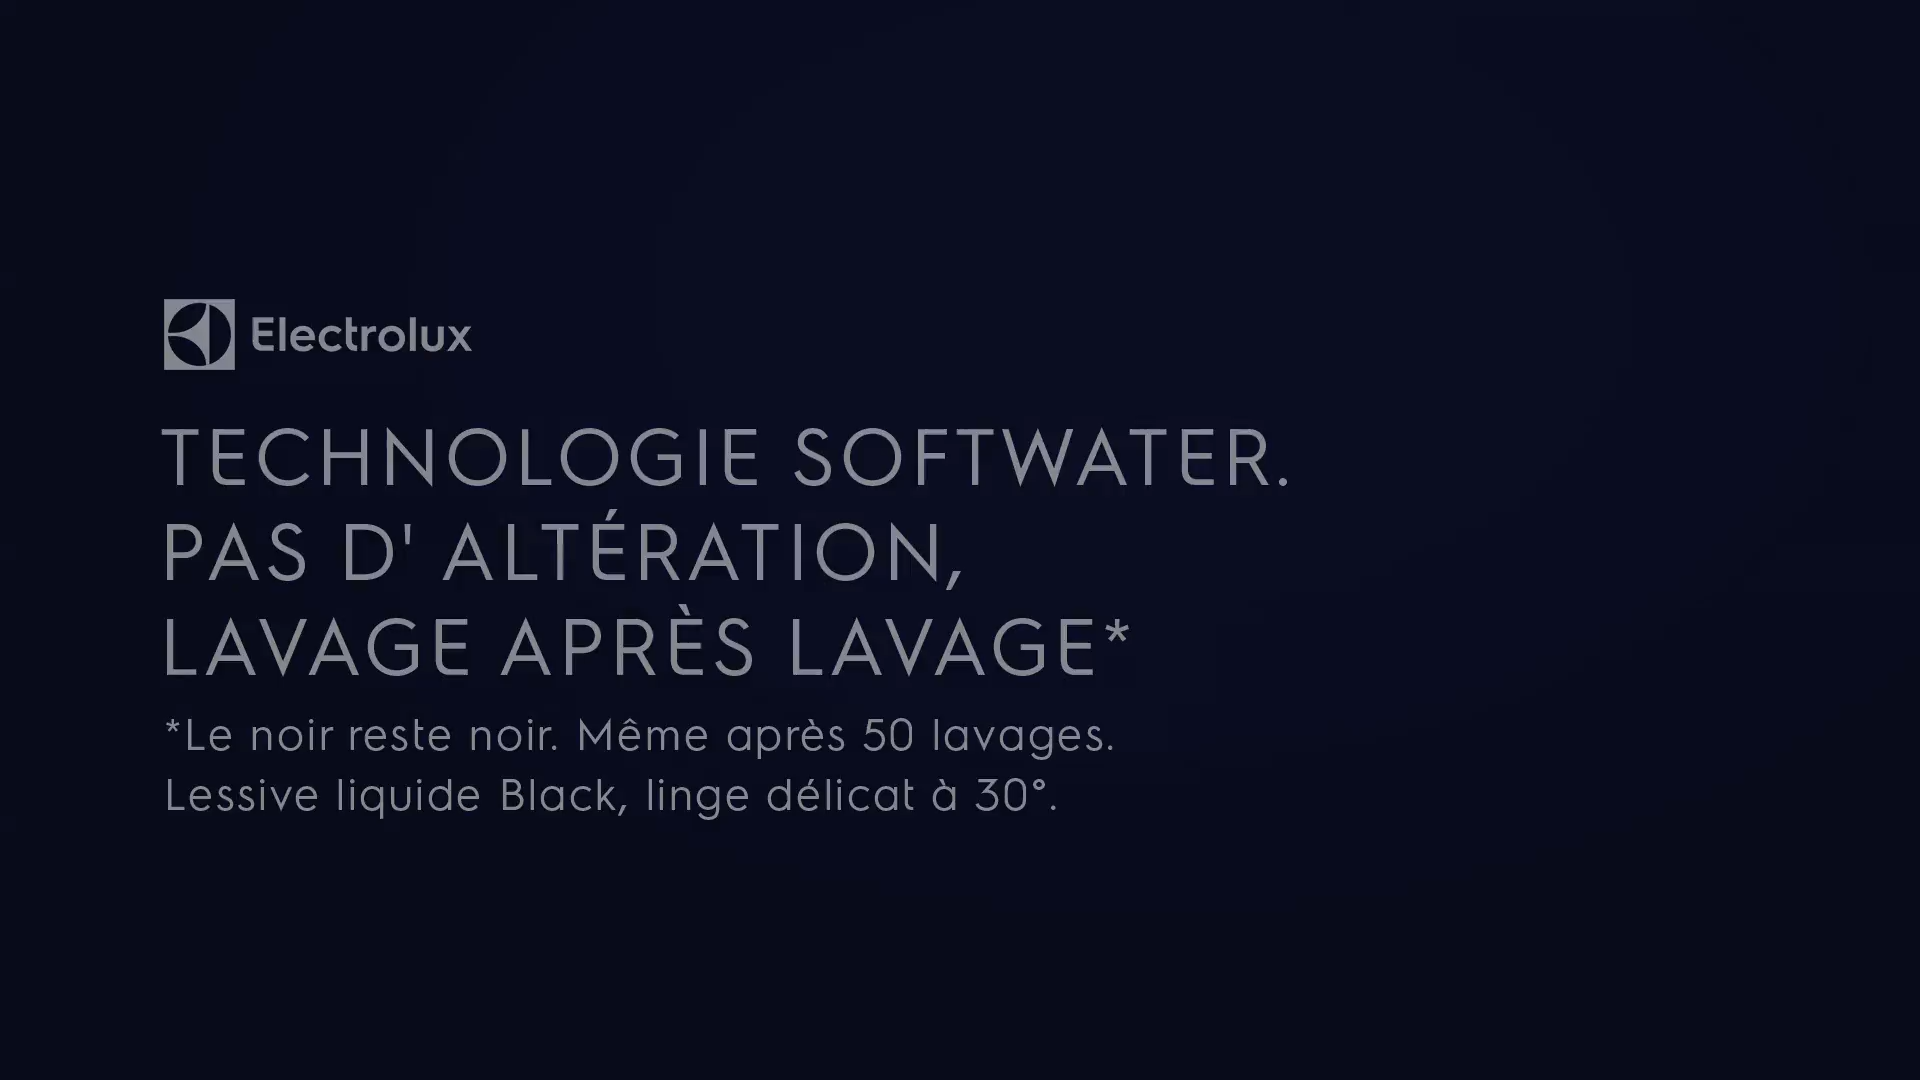 Electrolux
TECHNOLOGIE SOFTWATER.
PAS D' ALTÉRATION,
LAVAGE APRÈS LAVAGE*
*Le noir reste noir. Même après 50 lavages.
Lessive liquide Black, linge délicat à 30°.